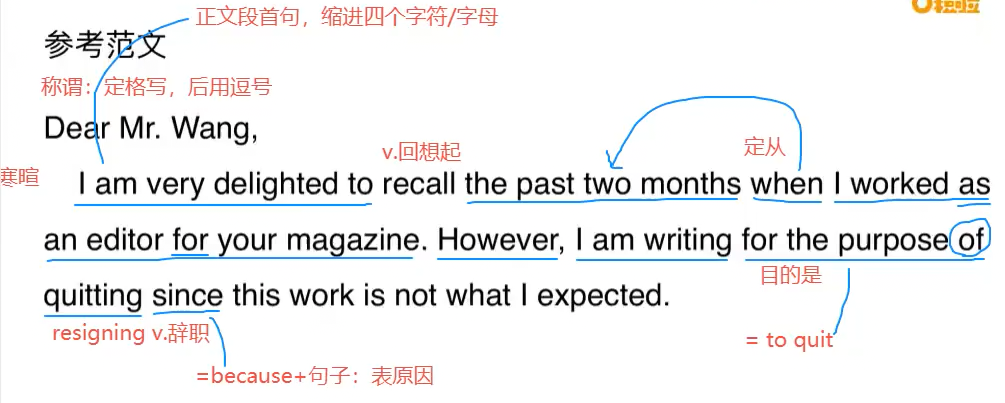 正文段首句，缩进四个字符/字母
参考范文
称谓：定格写，后用逗号
Dear Mr. Wang,
v.回想起
定从
寒暄
I am very delighted to recall the past two months when I worked as
an editor for your magazine. However, I am writing for the purpose of
目的是
quitting since this work is not what I expected.
resigning v.辞职
= to quit
=because+句子：表原因